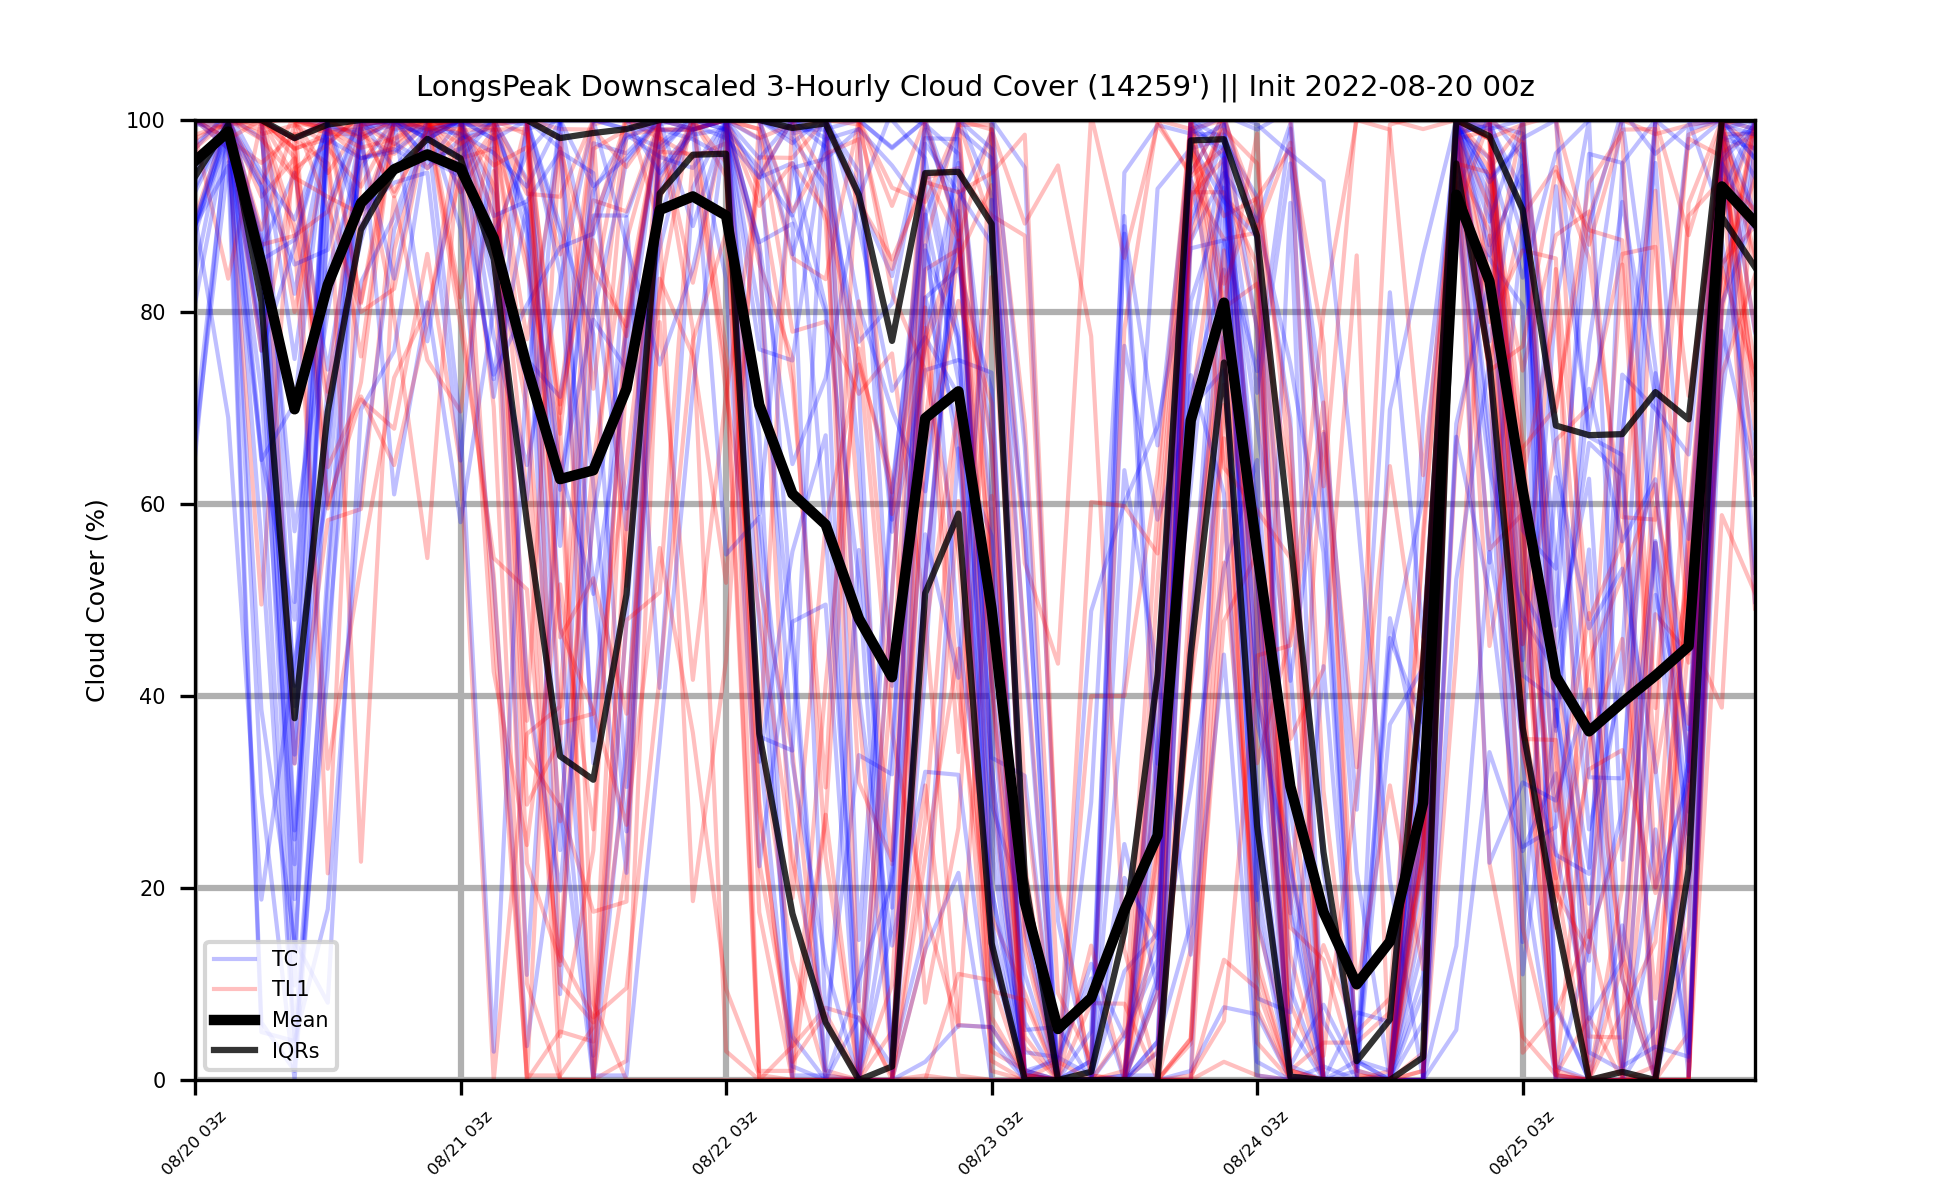 LongsPeak Downscaled 3-Hourly Cloud Cover (14259') || Init 2022-08-20 00z
Cloud Cover (%)
100
80
60
40
20
0
TC
TL1
Mean
IQRs
08/20 03z
08/21 03z
08/22 03z
08/23 03z
08/24 03z
08/25 03z